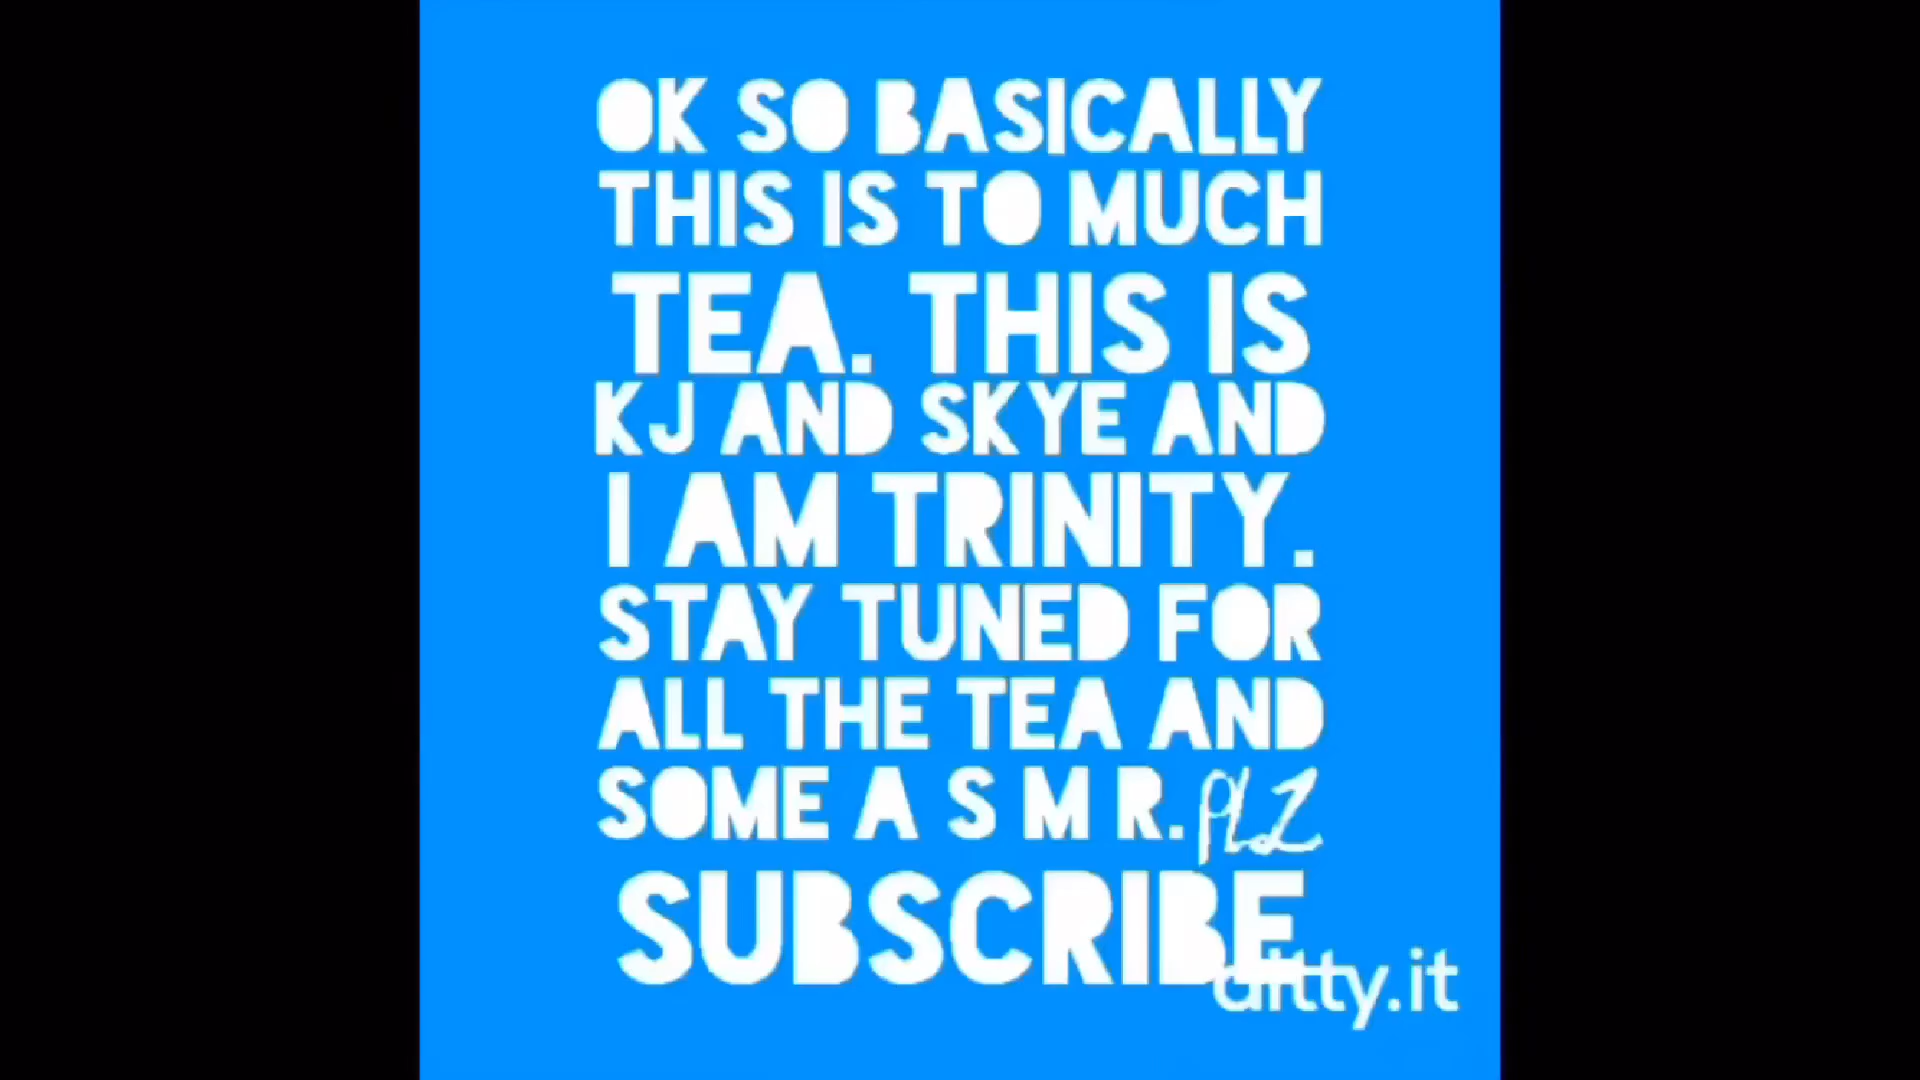 OK SO BASICALLY
THIS IS TO MUCH
TEA. THIS IS
KJ AND SKYE AND
I AM TRINITY.
STAY TUNED FOR
ALL THE TEA AND
SOME A S M R. PLZ
SUBSCRIBE
ditty.it